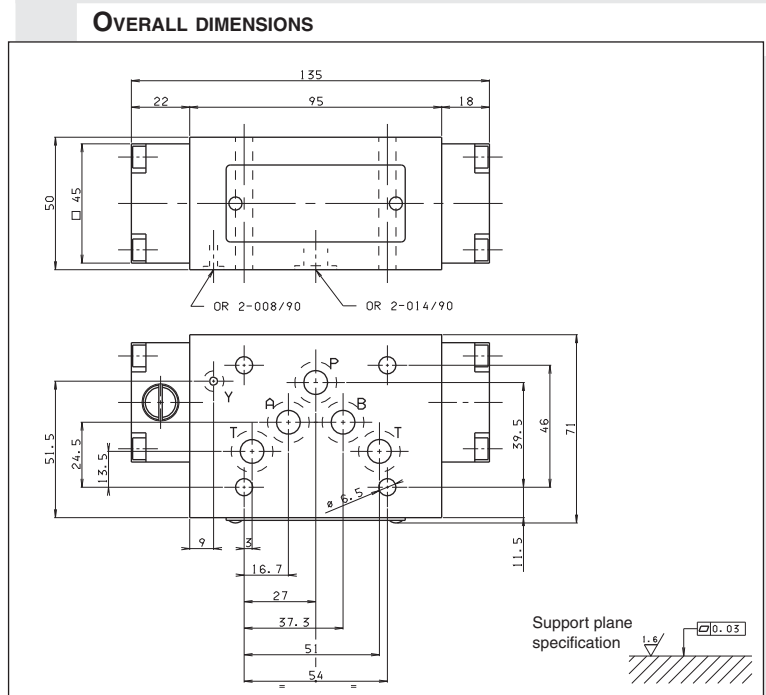 OVERALL DIMENSIONS
135
22 95 18
50
□ 45
OR 2-008/90 OR 2-014/90
P
Y
A B
T T
51.5
24.5
13.5
39.5
46
71
ø 6.5
11.5
9 3
16.7
27
37.3
51
54
= =
Support plane
specification
1.6
0.03